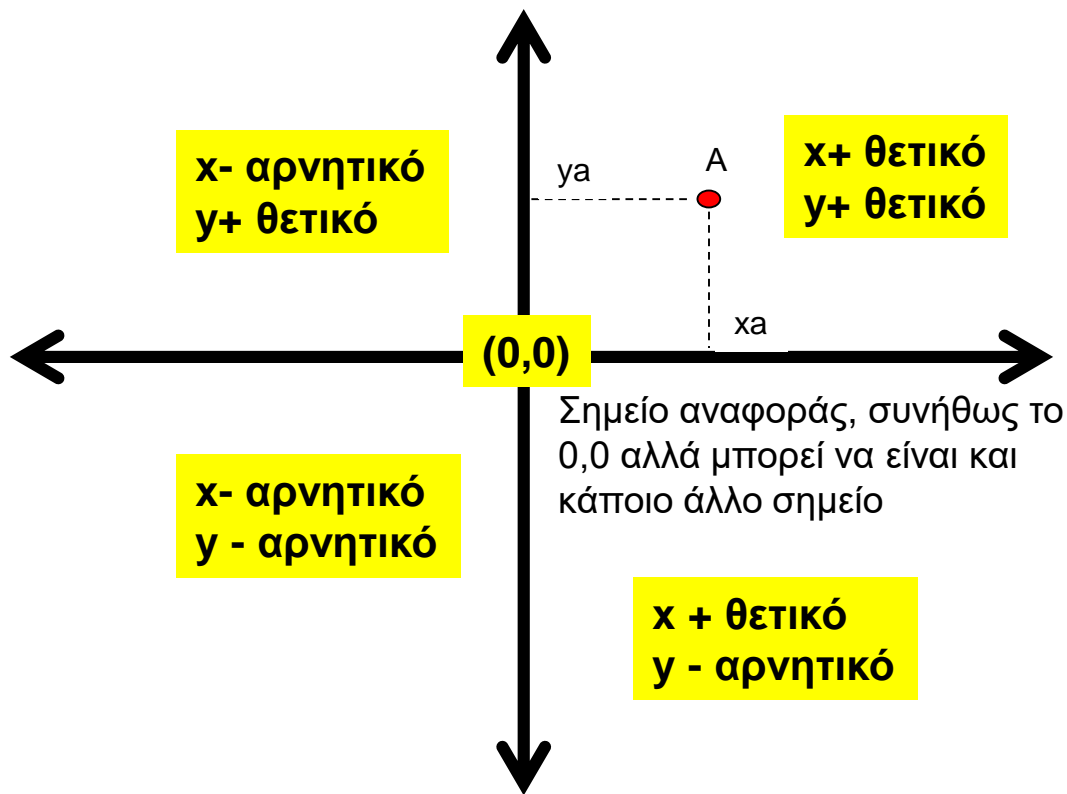 x- αρνητικό
y+ θετικό
ya
A
x+ θετικό
y+ θετικό
xa
(0,0)
Σημείο αναφοράς, συνήθως το
0,0 αλλά μπορεί να είναι και
κάποιο άλλο σημείο
x- αρνητικό
y - αρνητικό
x + θετικό
y - αρνητικό